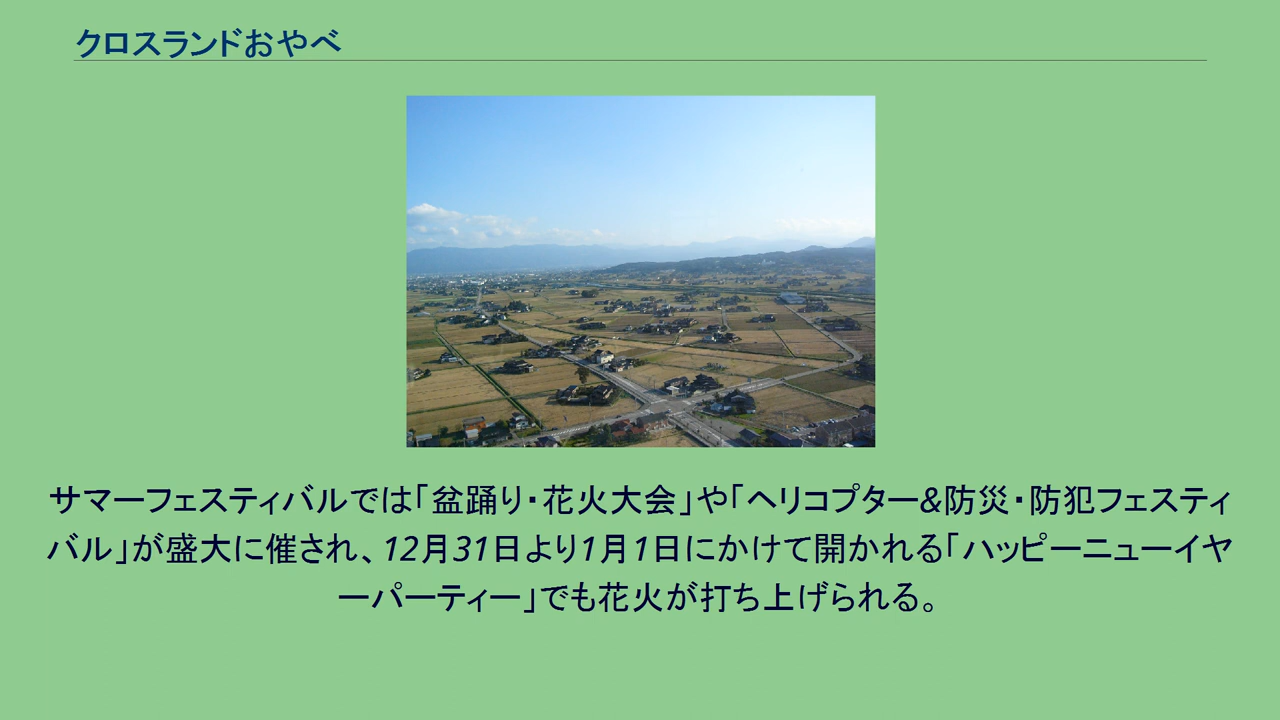 クロスランドおやべ
サマーフェスティバルでは「盆踊り・花火大会」や「ヘリコプター&防災・防犯フェスティ
バル」が盛大に催され、12月31日より1月1日にかけて開かれる「ハッピーニューイヤ
ーパーティー」でも花火が打ち上げられる。